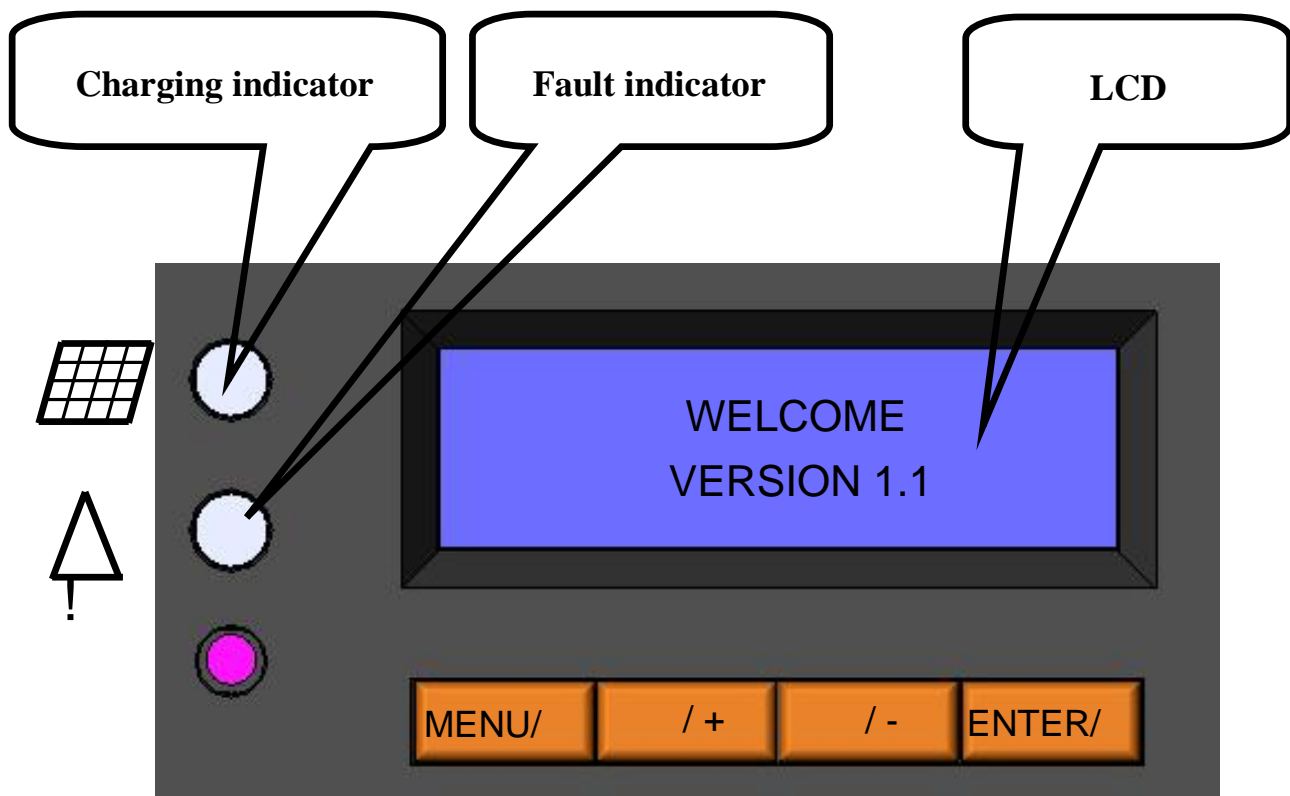 Charging indicator
Fault indicator
LCD
WELCOME
VERSION 1.1
!
MENU/
/ +
/ -
ENTER/